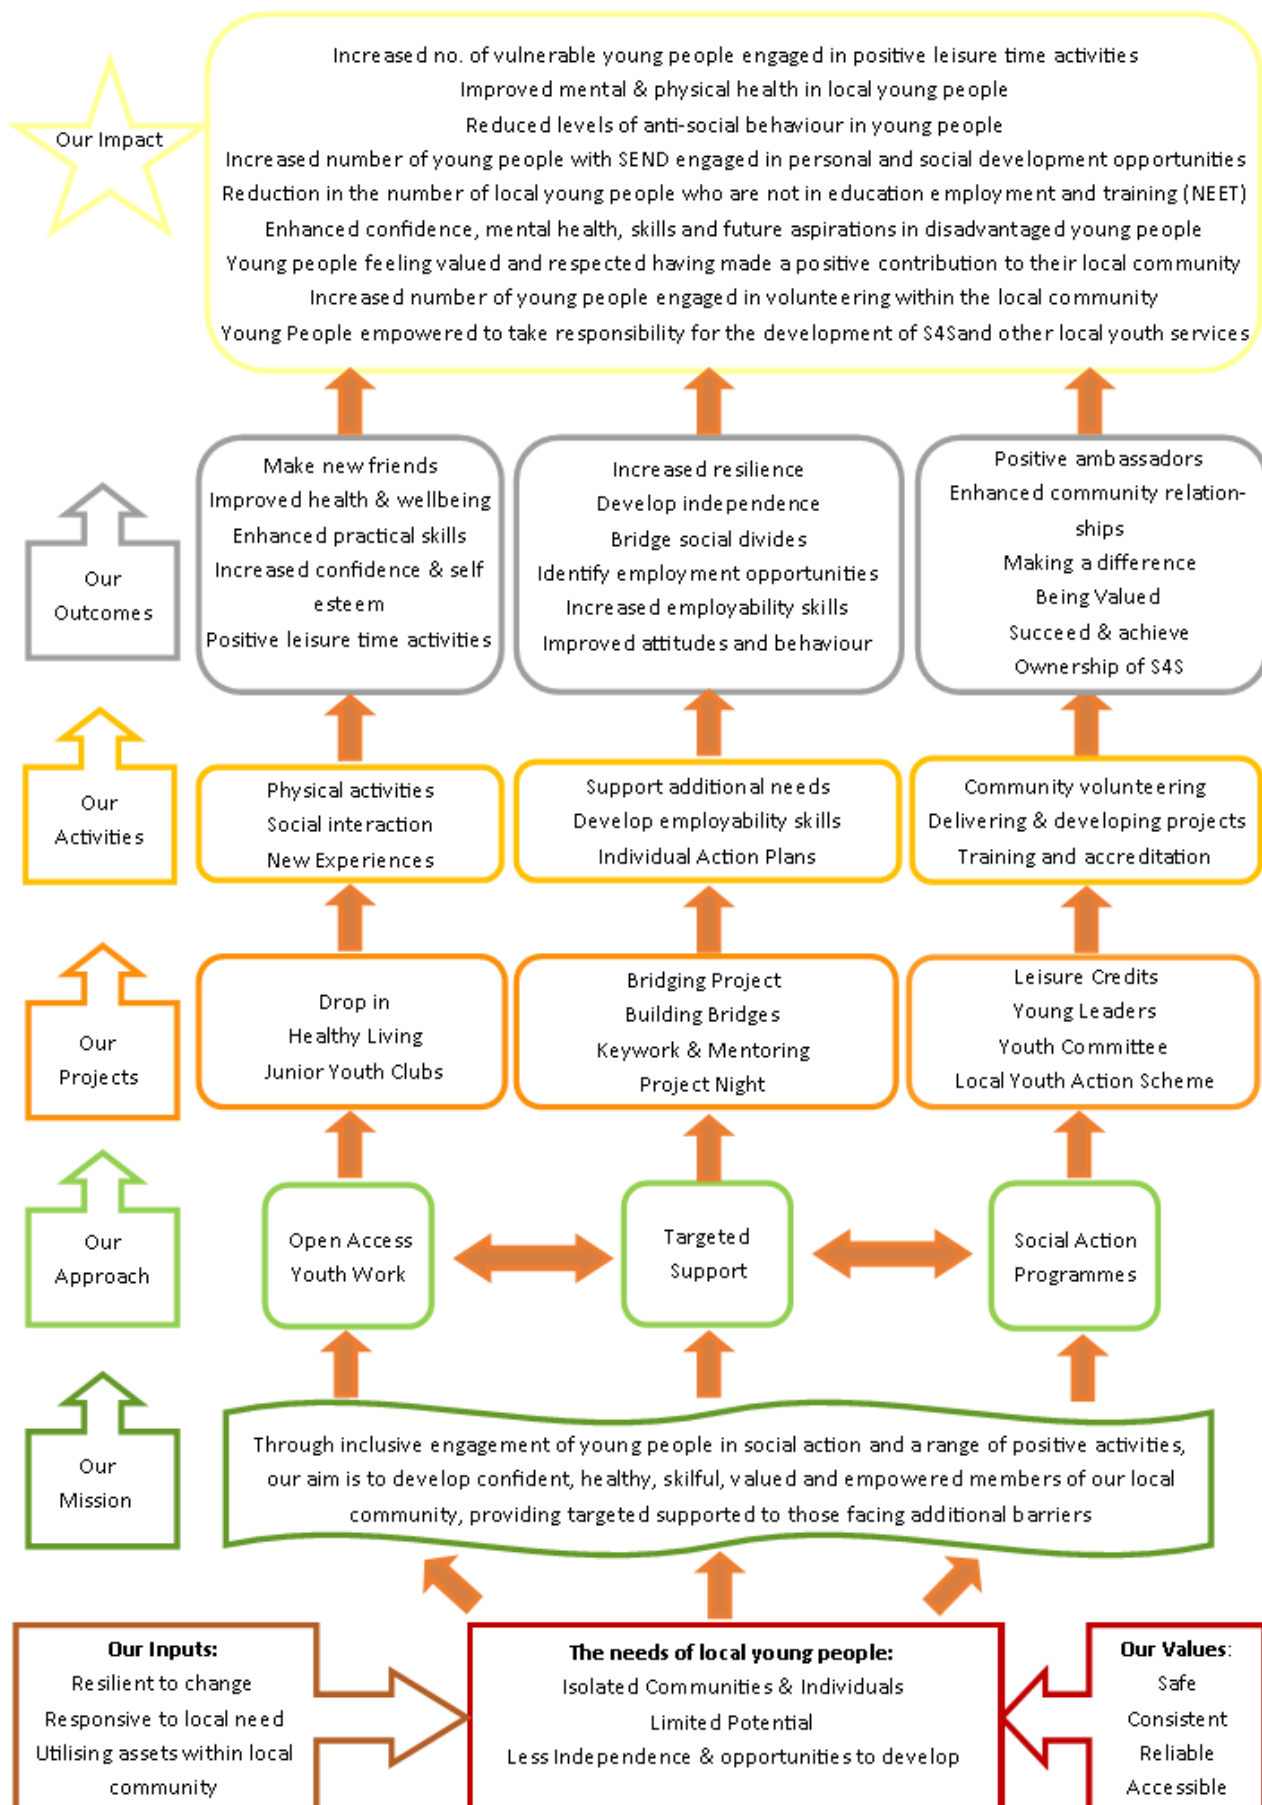 Our Impact
Increased no. of vulnerable young people engaged in positive leisure time activities
Improved mental & physical health in local young people
Reduced levels of anti-social behaviour in young people
Increased number of young people with SEND engaged in personal and social development opportunities
Reduction in the number of local young people who are not in education employment and training (NEET)
Enhanced confidence, mental health, skills and future aspirations in disadvantaged young people
Young people feeling valued and respected having made a positive contribution to their local community
Increased number of young people engaged in volunteering within the local community
Young People empowered to take responsibility for the development of S4Sand other local youth services
Our
Outcomes
Make new friends
Improved health & wellbeing
Enhanced practical skills
Increased confidence & self
esteem
Positive leisure time activities
Increased resilience
Develop independence
Bridge social divides
Identify employment opportunities
Increased employability skills
Improved attitudes and behaviour
Positive ambassadors
Enhanced community relation-
ships
Making a difference
Being Valued
Succeed & achieve
Ownership of S4S
Our
Activities
Physical activities
Social interaction
New Experiences
Support additional needs
Develop employability skills
Individual Action Plans
Community volunteering
Delivering & developing projects
Training and accreditation
Our
Projects
Drop in
Healthy Living
Junior Youth Clubs
Bridging Project
Building Bridges
Keywork & Mentoring
Project Night
Leisure Credits
Young Leaders
Youth Committee
Local Youth Action Scheme
Our
Approach
Open Access
Youth Work
Targeted
Support
Social Action
Programmes
Our
Mission
Through inclusive engagement of young people in social action and a range of positive activities,
our aim is to develop confident, healthy, skilful, valued and empowered members of our local
community, providing targeted supported to those facing additional barriers
Our Inputs:
Resilient to change
Responsive to local need
Utilising assets within local
community
The needs of local young people:
Isolated Communities & Individuals
Limited Potential
Less Independence & opportunities to develop
Our Values:
Safe
Consistent
Reliable
Accessible